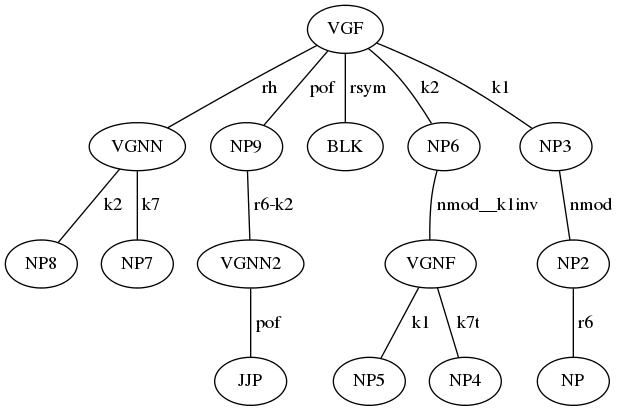 VGF
rh pof rsym k2 k1
VGNN NP9 BLK NP6 NP3
k2 k7 r6-k2 nmod__k1inv nmod
NP8 NP7 VGNN2 VGNF NP2
pof k1 k7t r6
JJP NP5 NP4 NP